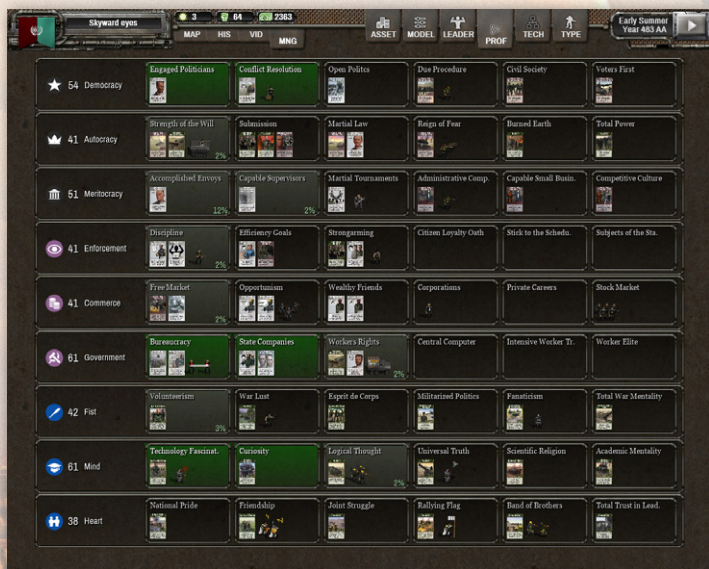 Skyward eyes
3
64
2363
MAP HIS VID MNG
ASSET MODEL LEADER PROF TECH TYPE
Early Summer
Year 483 AA
54 Democracy
Engaged Politicians
Conflict Resolution
Open Politcs
Due Procedure
Civil Society
Voters First
41 Autocracy
Strength of the Will
2%
Submission
Martial Law
Reign of Fear
Burned Earth
Total Power
51 Meritocracy
Accomplished Envoys
12%
Capable Supervisors
2%
Martial Tournaments
Administrative Comp.
Capable Small Busin.
Competitive Culture
41 Enforcement
Discipline
2%
Efficiency Goals
Strongarming
Citizen Loyalty Oath
Stick to the Schedu.
Subjects of the Sta.
41 Commerce
Free Market
2%
Opportunism
Wealthy Friends
Corporations
Private Careers
Stock Market
61 Government
Bureaucracy
State Companies
Workers Rights
2%
Central Computer
Intensive Worker Tr.
Worker Elite
42 Fist
Volunteerism
3%
War Lust
Esprit de Corps
Militarized Politics
Fanaticism
Total War Mentality
61 Mind
Technology Fascinat.
Curiosity
Logical Thought
2%
Universal Truth
Scientific Religion
Academic Mentality
38 Heart
National Pride
Friendship
Joint Struggle
Rallying Flag
Band of Brothers
Total Trust in Lead.